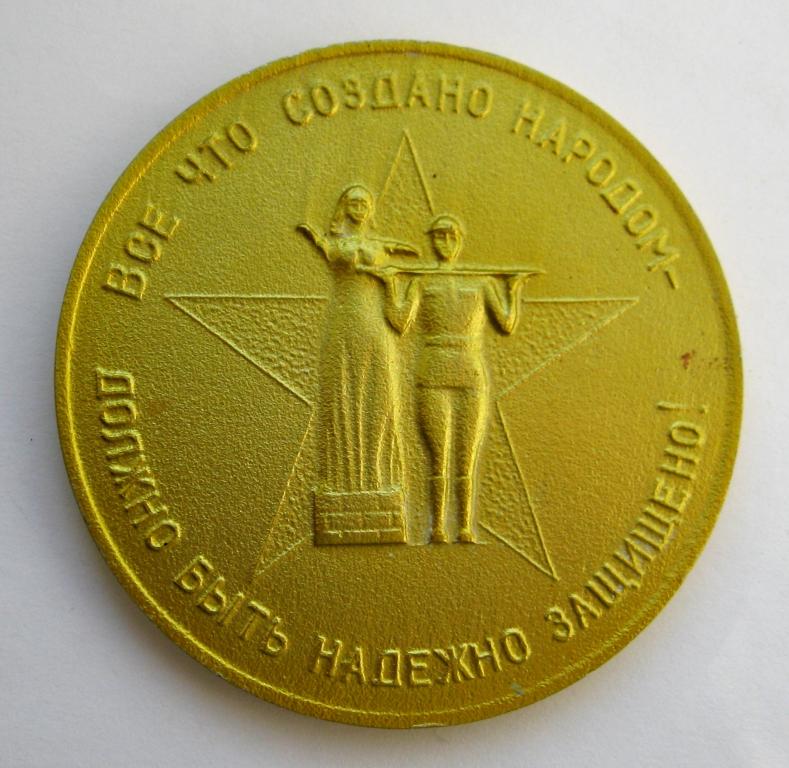 ВСЕ ЧТО СОЗДАНО НАРОДОМ-
ДОЛЖНО БЫТЬ НАДЕЖНО ЗАЩИЩЕНО!